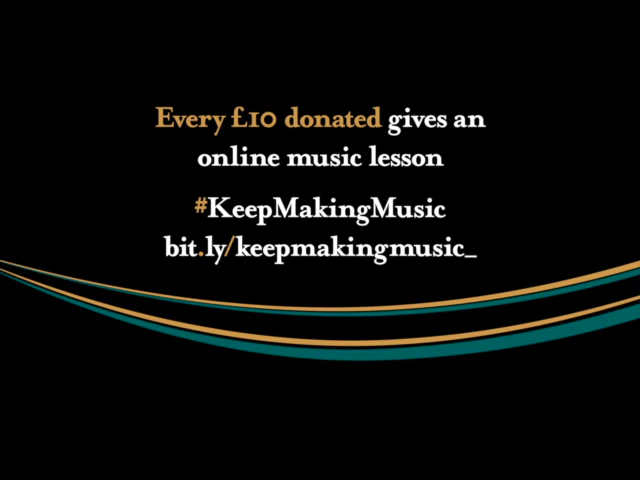 Every £10 donated gives an
online music lesson
#KeepMakingMusic
bit.ly/keepmakingmusic_